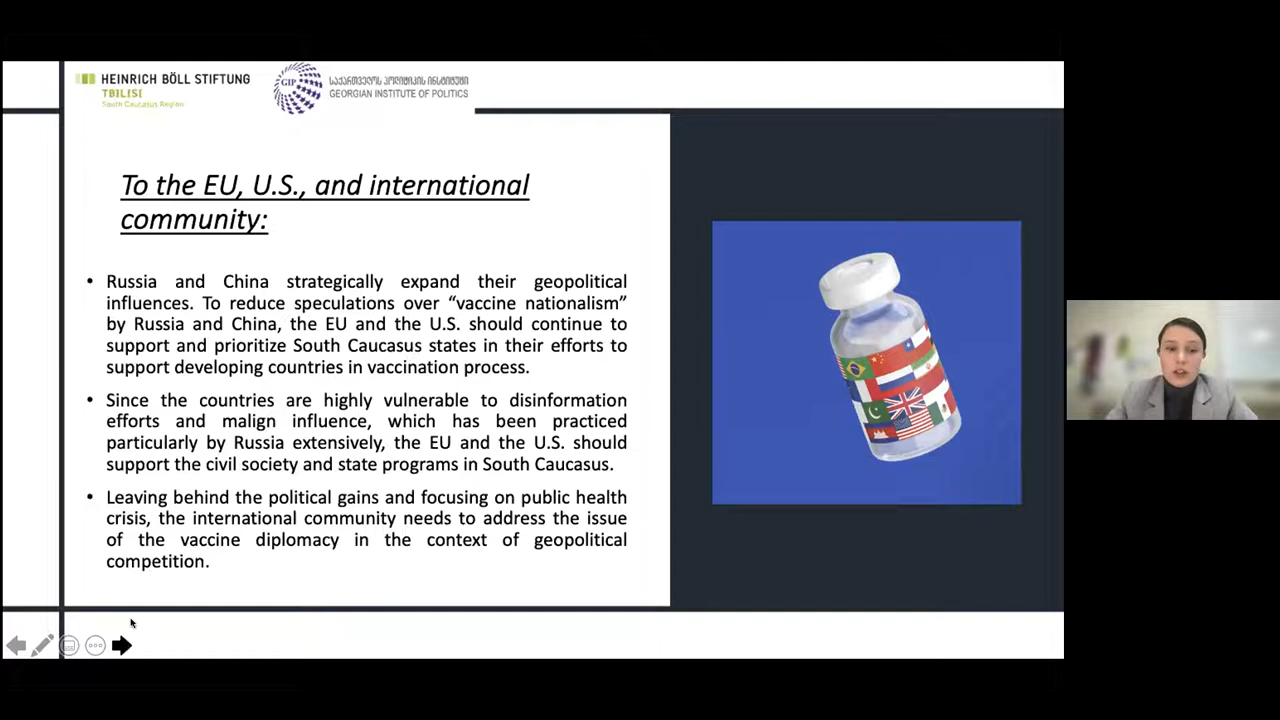 HEINRICH BÖLL STIFTUNG
TBILISI
South Caucasus Region
GIP
საქართველოს პოლიტიკის ინსტიტუტი
GEORGIAN INSTITUTE OF POLITICS
To the EU, U.S., and international
community:
• Russia and China strategically expand their geopolitical
influences. To reduce speculations over “vaccine nationalism”
by Russia and China, the EU and the U.S. should continue to
support and prioritize South Caucasus states in their efforts to
support developing countries in vaccination process.
• Since the countries are highly vulnerable to disinformation
efforts and malign influence, which has been practiced
particularly by Russia extensively, the EU and the U.S. should
support the civil society and state programs in South Caucasus.
• Leaving behind the political gains and focusing on public health
crisis, the international community needs to address the issue
of the vaccine diplomacy in the context of geopolitical
competition.